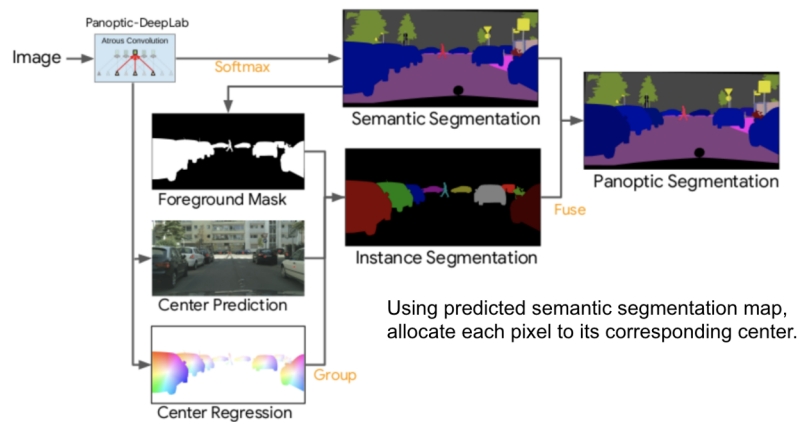 Panoptic-DeepLab
Atrous Convolution
Image
Softmax
Semantic Segmentation
Foreground Mask
Panoptic Segmentation
Fuse
Instance Segmentation
Center Prediction
Using predicted semantic segmentation map,
allocate each pixel to its corresponding center.
Group
Center Regression